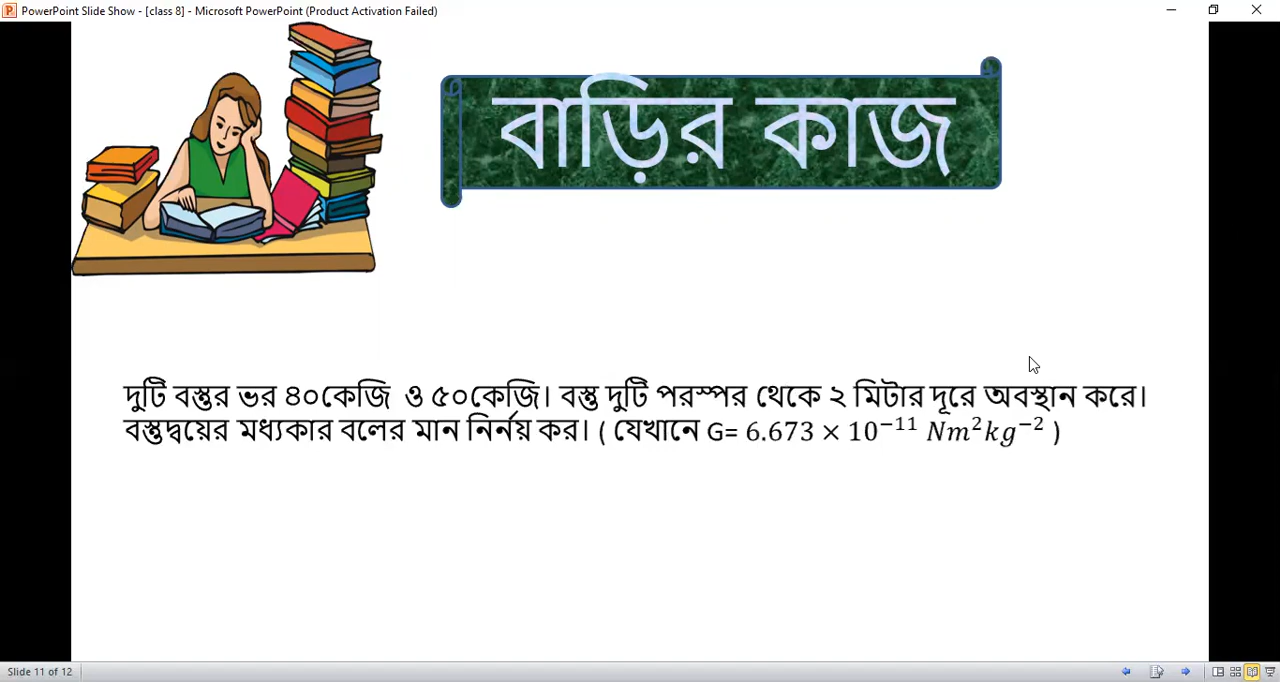 PowerPoint Slide Show - [class 8] - Microsoft PowerPoint (Product Activation Failed)
বাড়ির কাজ
দুটি বস্তুর ভর ৪০কেজি ও ৫০কেজি। বস্তু দুটি পরস্পর থেকে ২ মিটার দূরে অবস্থান করে।
বস্তুদ্বয়ের মধ্যকার বলের মান নির্নয় কর। ( যেখানে G= 6.673 × 10⁻¹¹ Nm²kg⁻² )
Slide 11 of 12